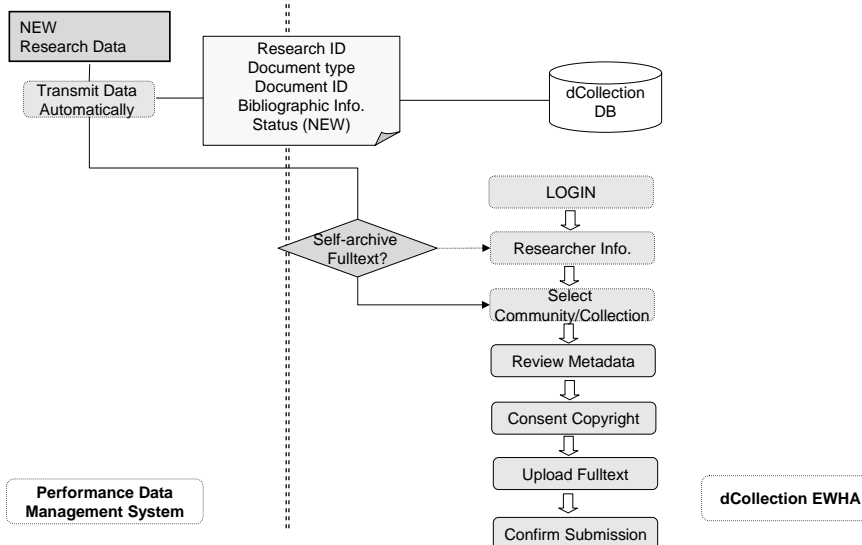 NEW
Research Data
Transmit Data
Automatically
Research ID
Document type
Document ID
Bibliographic Info.
Status (NEW)
dCollection
DB
LOGIN
Self-archive
Fulltext?
Researcher Info.
Select
Community/Collection
Review Metadata
Consent Copyright
Upload Fulltext
Confirm Submission
Performance Data
Management System
dCollection EWHA